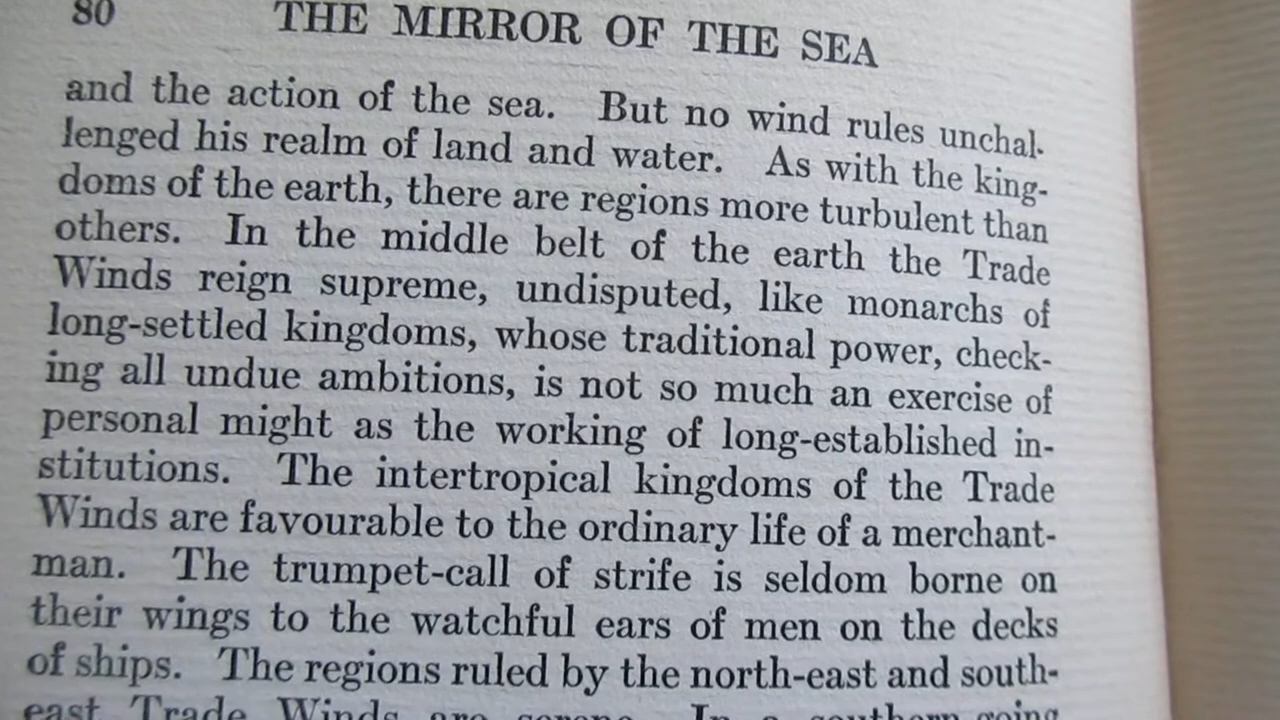 80 THE MIRROR OF THE SEA
and the action of the sea. But no wind rules unchal-
lenged his realm of land and water. As with the king-
doms of the earth, there are regions more turbulent than
others. In the middle belt of the earth the Trade
Winds reign supreme, undisputed, like monarchs of
long-settled kingdoms, whose traditional power, check-
ing all undue ambitions, is not so much an exercise of
personal might as the working of long-established in-
stitutions. The intertropical kingdoms of the Trade
Winds are favourable to the ordinary life of a merchant-
man. The trumpet-call of strife is seldom borne on
their wings to the watchful ears of men on the decks
of ships. The regions ruled by the north-east and south-
east Trade Winds are serene. In a southern-going